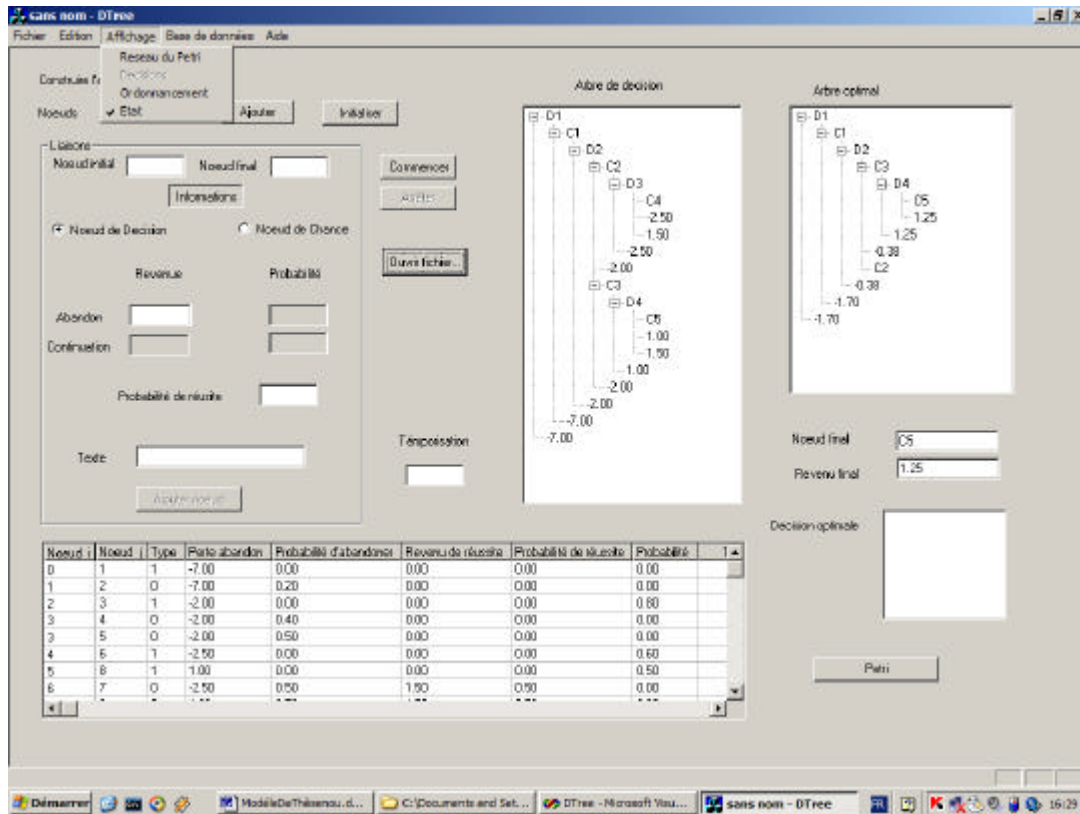 sans nom - DTree
Fichier Edition Affichage Base de données Aide
Reseau du Petri
Decisions
Ordonnancement
✓ Etat
Construire l'a
Noeuds
Ajouter
Initialiser
Liaisons
Noeud initial
Noeud final
Informations
Noeud de Decision
Noeud de Chance
Revenue
Probabilité
Abandon
Continuation
Probabilité de réussite
Texte
Ajouter noeud
Commencer
Arrêter
Ouvrir fichier...
Témporisation
Arbre de decision
D1
C1
D2
C2
D3
C4
-2.50
1.50
-2.50
-2.00
C3
D4
C5
1.00
1.50
1.00
-2.00
-2.00
-7.00
-7.00
Arbre optimal
D1
C1
D2
C3
D4
C5
1.25
1.25
-0.38
C2
-0.38
-1.70
-1.70
Noeud final
C5
Revenu final
1.25
Decision optimale
Petri
Noeud i Noeud j Type Perte abandon Probabilité d'abandoner Revenu de réussite Probabilité de réussite Probabilité
0 1 1 -7.00 0.00 0.00 0.00 0.00
1 2 0 -7.00 0.20 0.00 0.00 0.00
2 3 1 -2.00 0.00 0.00 0.00 0.80
3 4 0 -2.00 0.40 0.00 0.00 0.00
3 5 0 -2.00 0.50 0.00 0.00 0.00
4 6 1 -2.50 0.00 0.00 0.00 0.60
5 8 1 1.00 0.00 0.00 0.00 0.50
6 7 0 -2.50 0.50 1.50 0.50 0.00
Démarrer
ModèleDeThèsenou.d...
C:\Documents and Set...
DTree - Microsoft Visu...
sans nom - DTree
FR
16:29